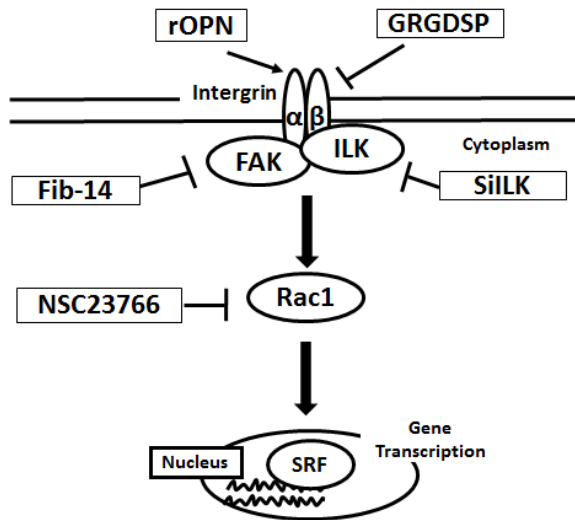 rOPN
GRGDSP
Intergrin
α β
FAK
ILK
Cytoplasm
Fib-14
SiILK
NSC23766
Rac1
Gene
Transcription
Nucleus
SRF